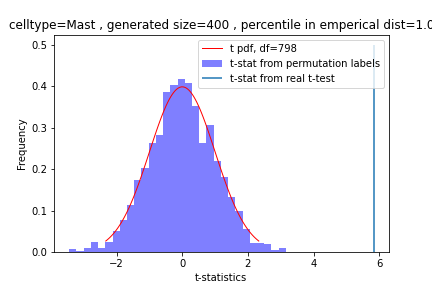 celltype=Mast , generated size=400 , percentile in emperical dist=1.0
t pdf, df=798
t-stat from permutation labels
t-stat from real t-test
Frequency
0.5
0.4
0.3
0.2
0.1
0.0
−2
0
2
4
6
t-statistics